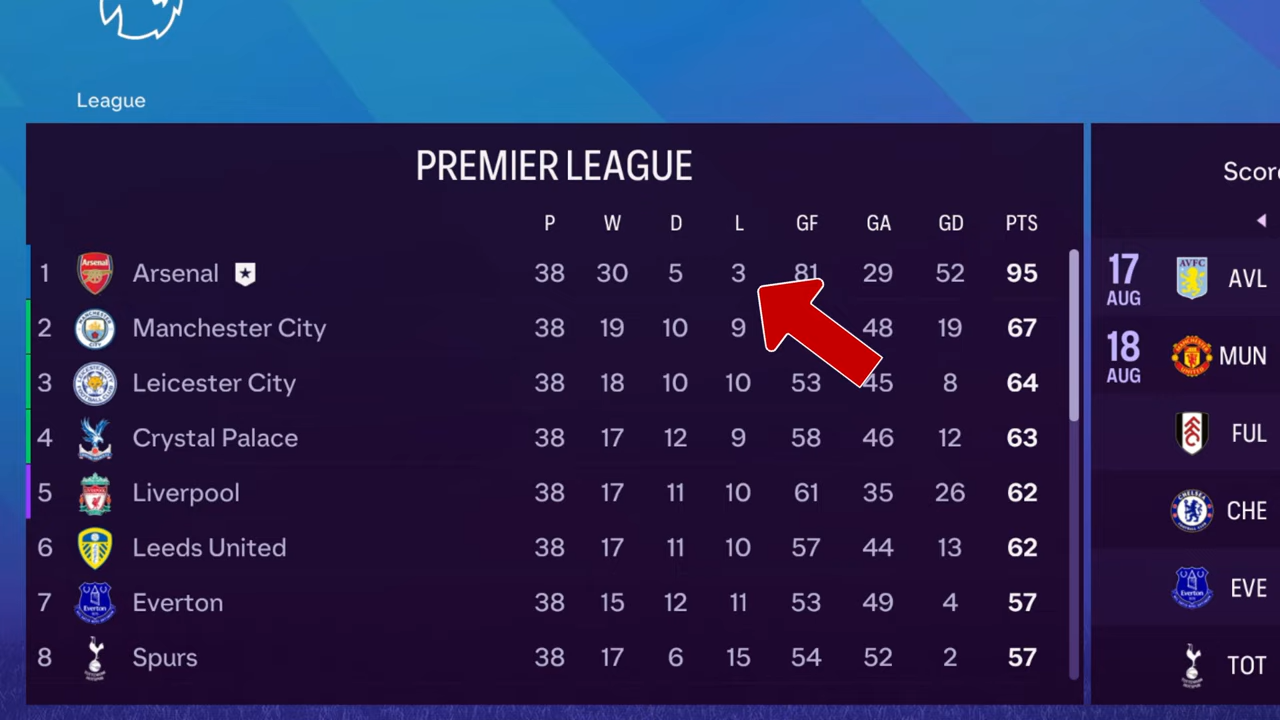 League
PREMIER LEAGUE
P W D L GF GA GD PTS
1 Arsenal 38 30 5 3 81 29 52 95
2 Manchester City 38 19 10 9 48 19 67
3 Leicester City 38 18 10 10 53 45 8 64
4 Crystal Palace 38 17 12 9 58 46 12 63
5 Liverpool 38 17 11 10 61 35 26 62
6 Leeds United 38 17 11 10 57 44 13 62
7 Everton 38 15 12 11 53 49 4 57
8 Spurs 38 17 6 15 54 52 2 57
Scor
17 AUG AVL
18 AUG MUN
FUL
CHE
EVE
TOT